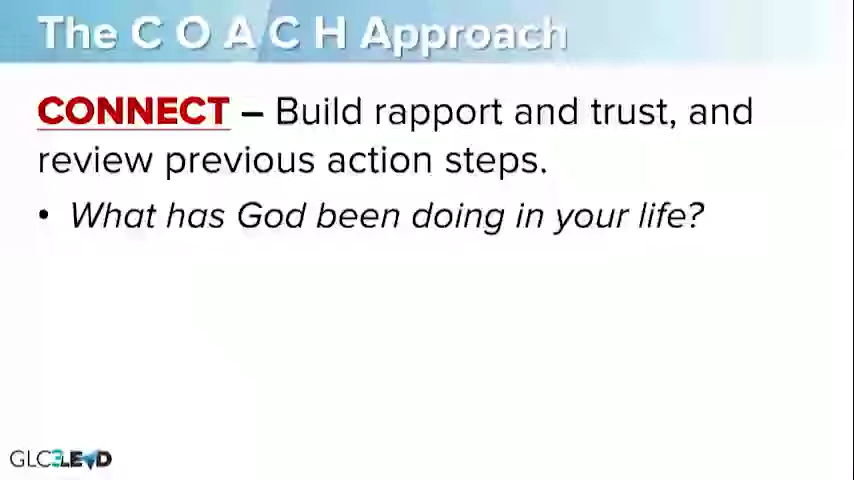 The C O A C H Approach
CONNECT – Build rapport and trust, and
review previous action steps.
• What has God been doing in your life?